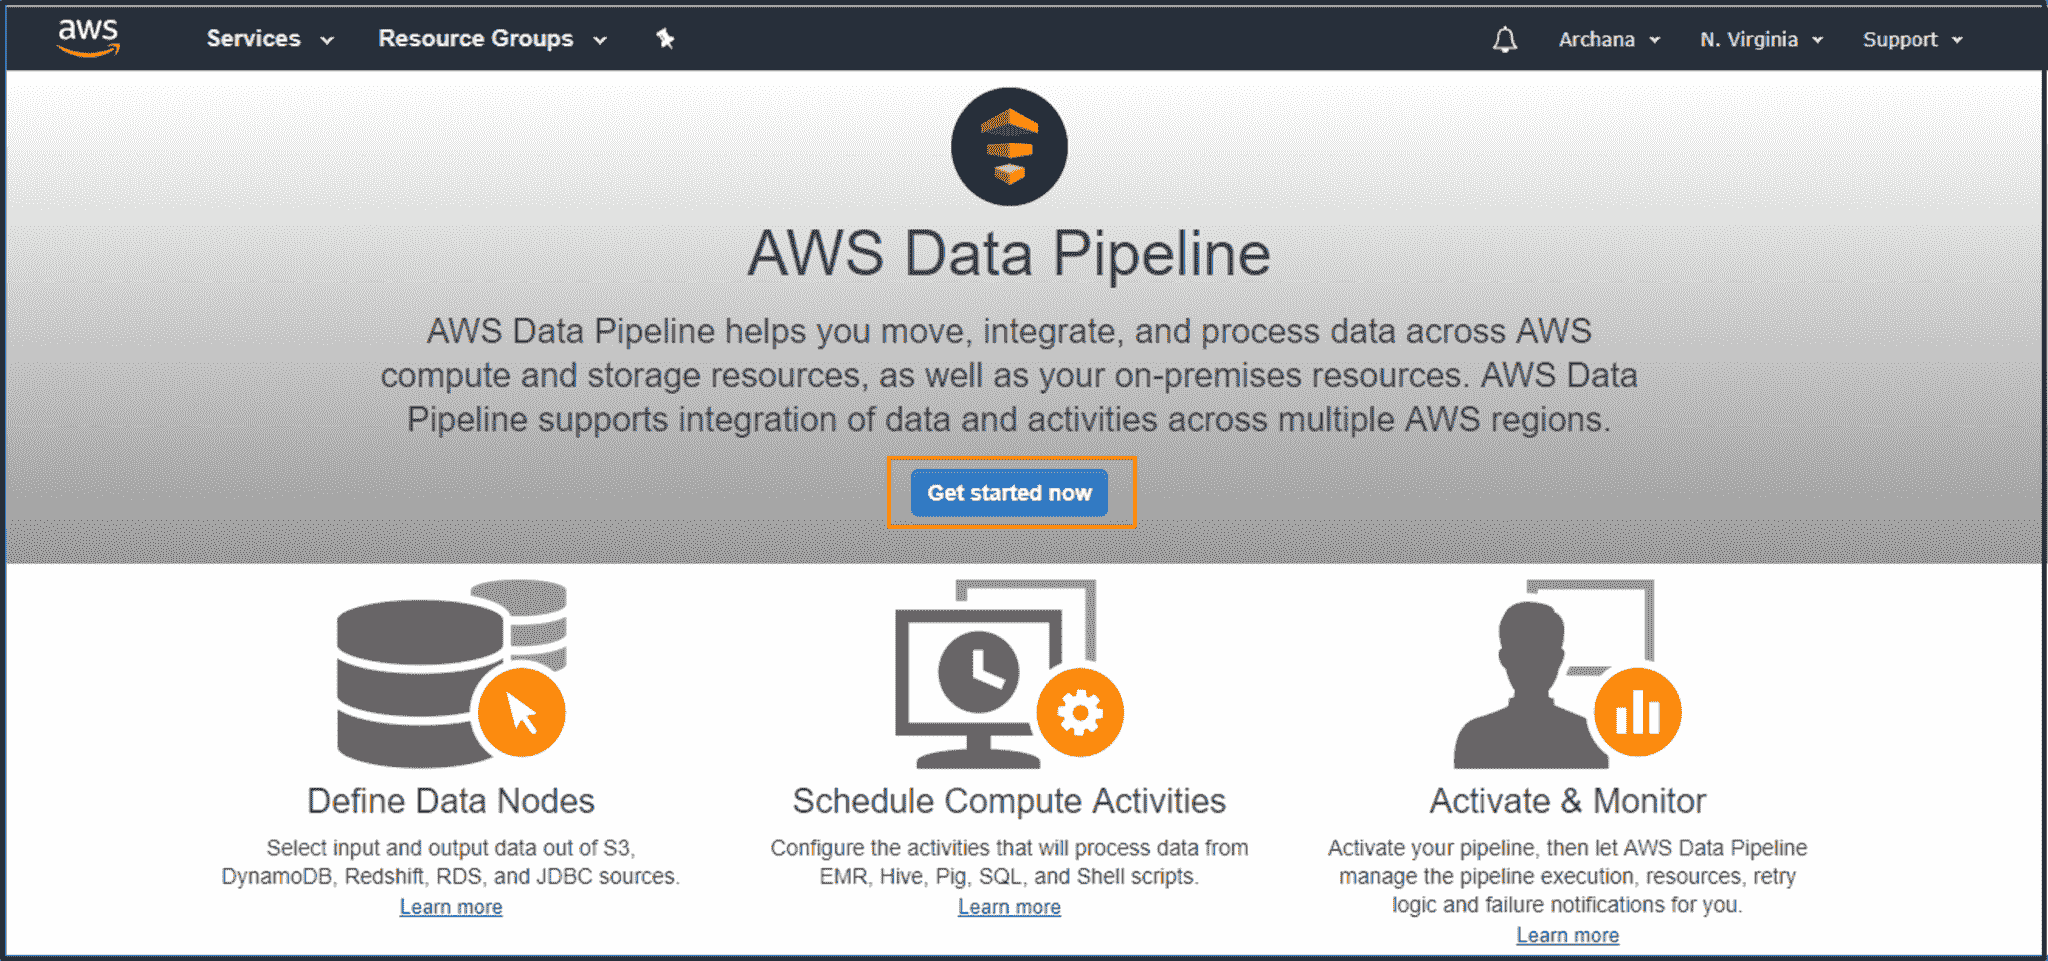 aws Services Resource Groups Archana N. Virginia Support
AWS Data Pipeline
AWS Data Pipeline helps you move, integrate, and process data across AWS
compute and storage resources, as well as your on-premises resources. AWS Data
Pipeline supports integration of data and activities across multiple AWS regions.
Get started now
Define Data Nodes
Select input and output data out of S3,
DynamoDB, Redshift, RDS, and JDBC sources.
Learn more
Schedule Compute Activities
Configure the activities that will process data from
EMR, Hive, Pig, SQL, and Shell scripts.
Learn more
Activate & Monitor
Activate your pipeline, then let AWS Data Pipeline
manage the pipeline execution, resources, retry
logic and failure notifications for you.
Learn more